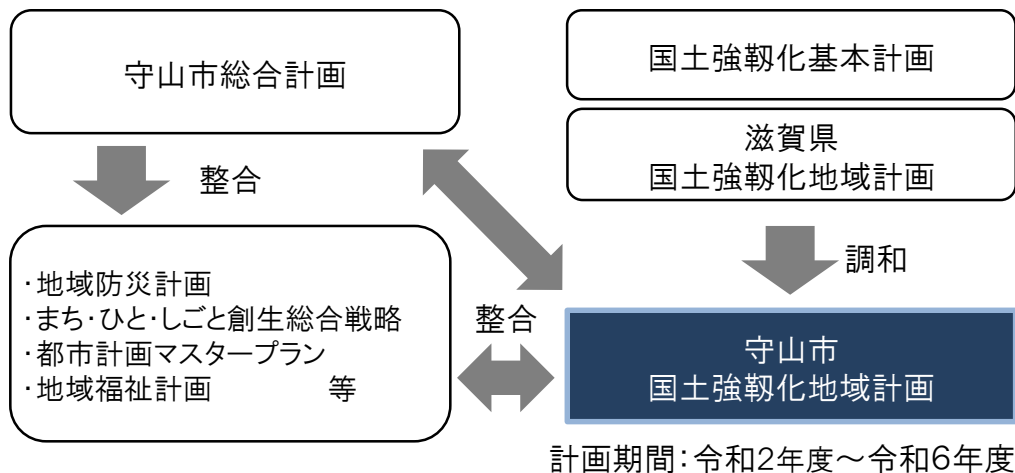 守山市総合計画
国土強靱化基本計画
滋賀県
国土強靱化地域計画
整合
調和
・地域防災計画
・まち・ひと・しごと創生総合戦略
・都市計画マスタープラン
・地域福祉計画 等
整合
守山市
国土強靱化地域計画
計画期間：令和2年度～令和6年度